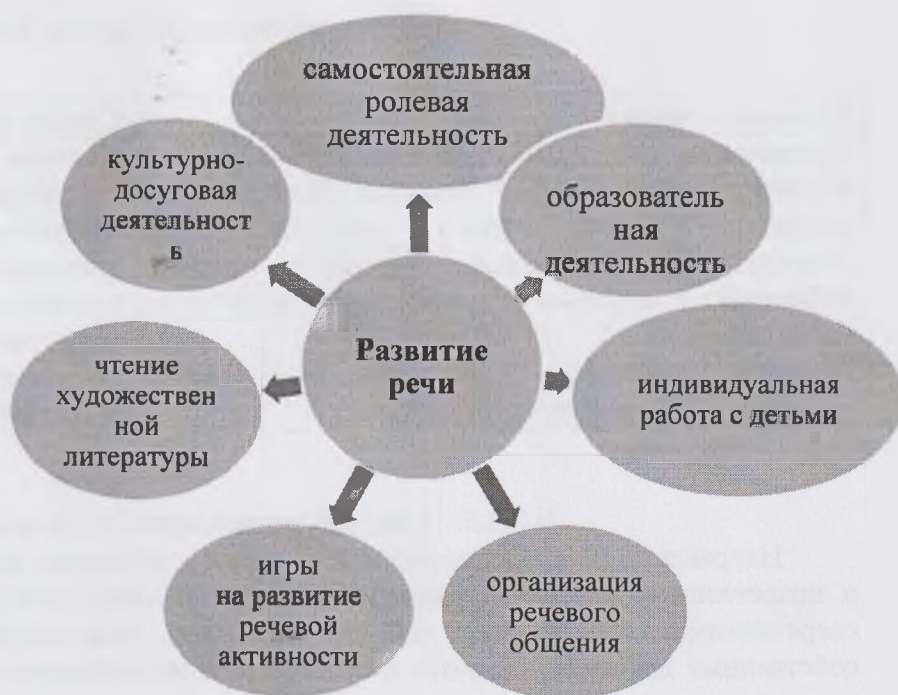 самостоятельная
ролевая
деятельность
культурно-
досуговая
деятельност
ь
образователь
ная
деятельность
Развитие
речи
чтение
художествен
ной
литературы
индивидуальная
работа с детьми
игры
на развитие
речевой
активности
организация
речевого
общения